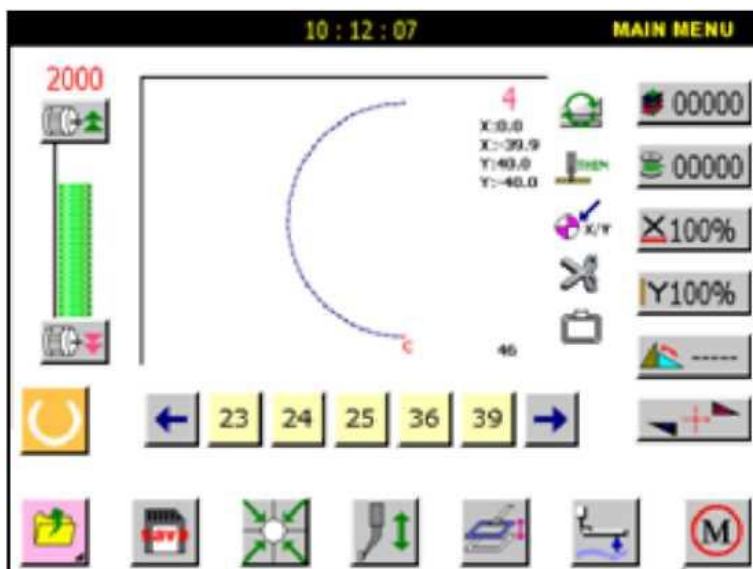 10 : 12 : 07
MAIN MENU
2000
4
X:0.0
X:-39.9
Y:40.0
Y:-40.0
00000
00000
X/Y
X100%
Y100%
C
46
-----
23 24 25 36 39
SAVE
M